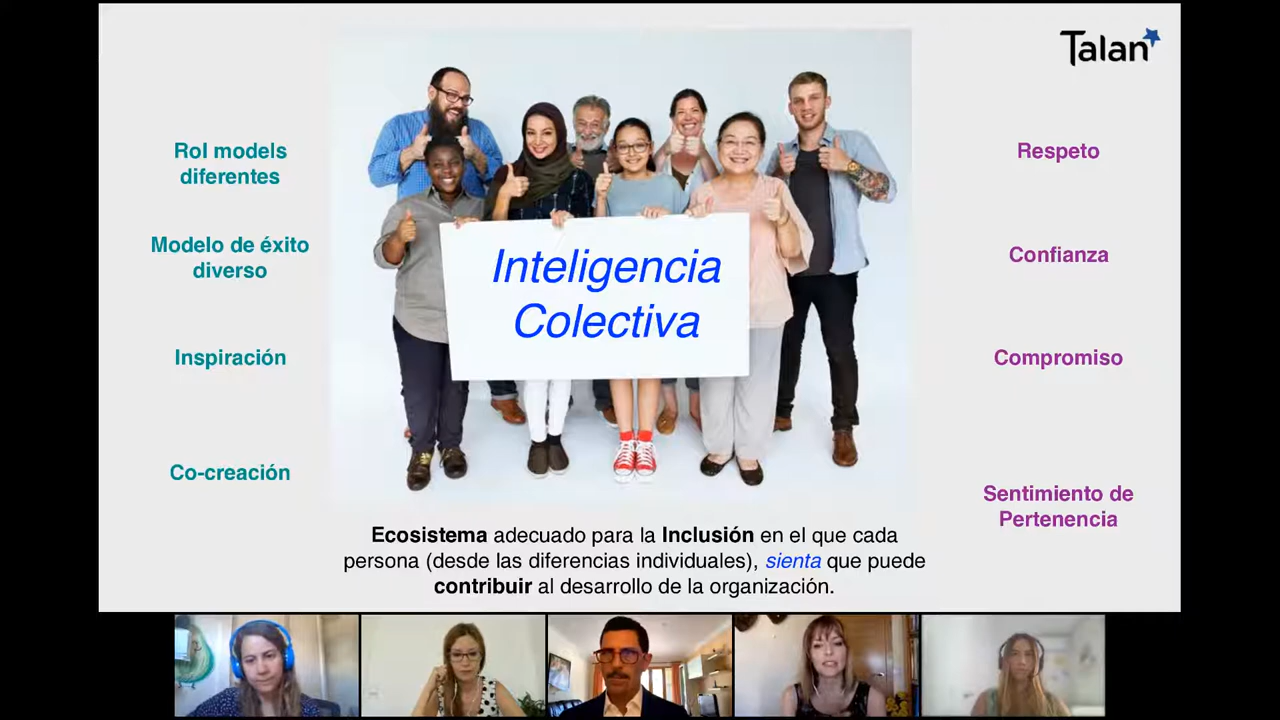 Talan
Rol models
diferentes
Modelo de éxito
diverso
Inspiración
Co-creación
Inteligencia
Colectiva
Respeto
Confianza
Compromiso
Sentimiento de
Pertenencia
Ecosistema adecuado para la Inclusión en el que cada
persona (desde las diferencias individuales), sienta que puede
contribuir al desarrollo de la organización.